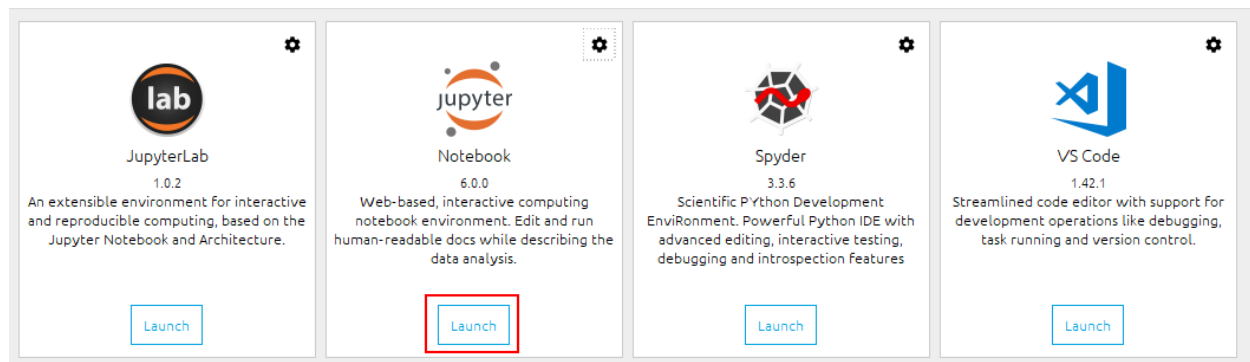 lab
JupyterLab
1.0.2
An extensible environment for interactive
and reproducible computing, based on the
Jupyter Notebook and Architecture.
Launch
jupyter
Notebook
6.0.0
Web-based, interactive computing
notebook environment. Edit and run
human-readable docs while describing the
data analysis.
Launch
Spyder
3.3.6
Scientific PYthon Development
EnviRonment. Powerful Python IDE with
advanced editing, interactive testing,
debugging and introspection features
Launch
VS Code
1.42.1
Streamlined code editor with support for
development operations like debugging,
task running and version control.
Launch